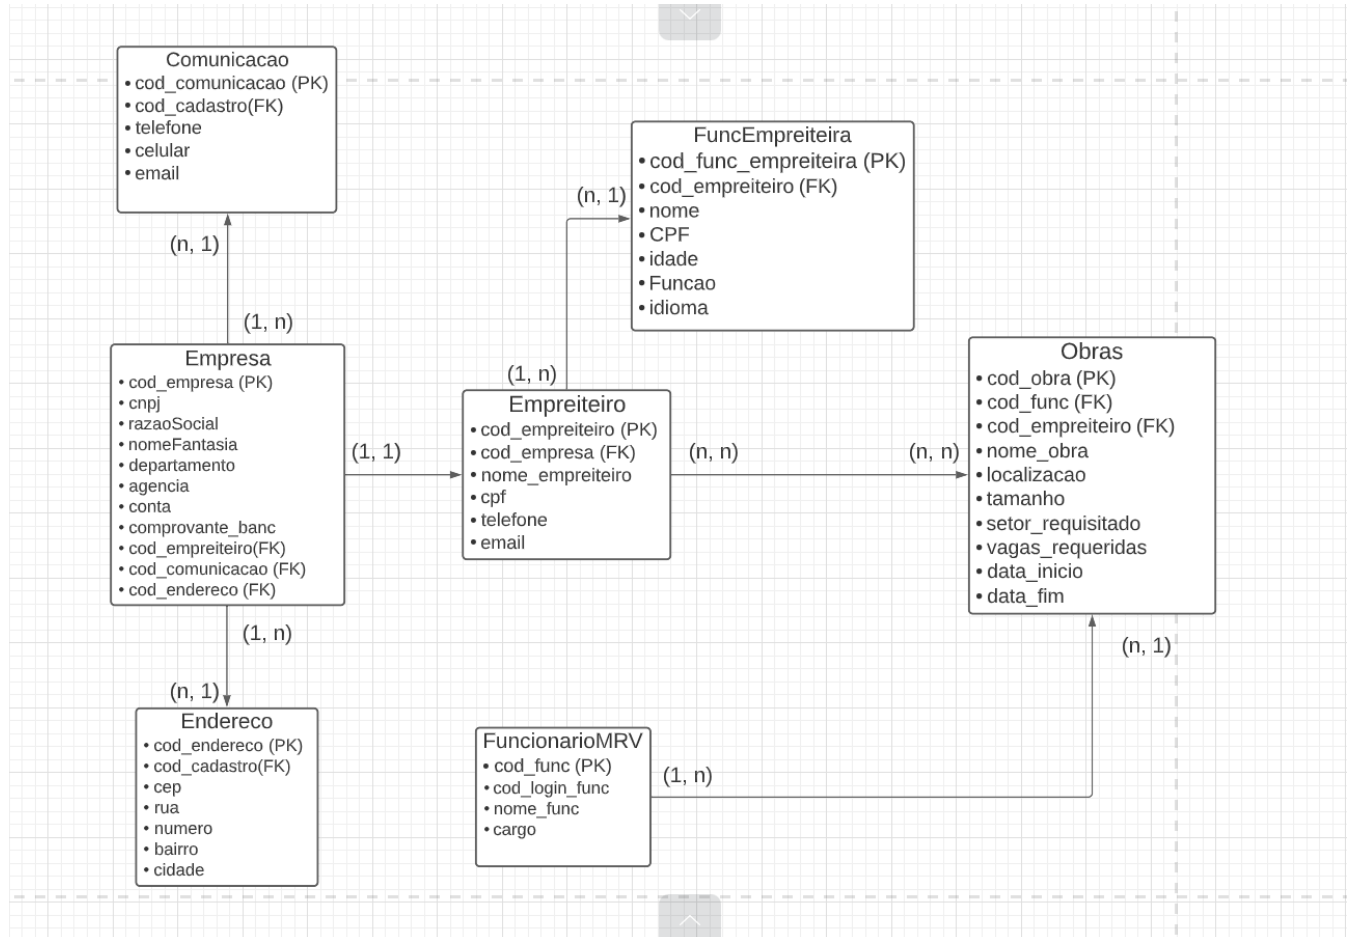 Comunicacao
• cod_comunicacao (PK)
• cod_cadastro(FK)
• telefone
• celular
• email
(n, 1)
(1, n)
Empresa
• cod_empresa (PK)
• cnpj
• razaoSocial
• nomeFantasia
• departamento
• agencia
• conta
• comprovante_banc
• cod_empreiteiro(FK)
• cod_comunicacao (FK)
• cod_endereco (FK)
(1, n)
(n, 1)
Endereco
• cod_endereco (PK)
• cod_cadastro(FK)
• cep
• rua
• numero
• bairro
• cidade
(1, 1)
FuncEmpreiteira
• cod_func_empreiteira (PK)
• cod_empreiteiro (FK)
• nome
• CPF
• idade
• Funcao
• idioma
(n, 1)
(1, n)
Empreiteiro
• cod_empreiteiro (PK)
• cod_empresa (FK)
• nome_empreiteiro
• cpf
• telefone
• email
(n, n)
(n, n)
Obras
• cod_obra (PK)
• cod_func (FK)
• cod_empreiteiro (FK)
• nome_obra
• localizacao
• tamanho
• setor_requisitado
• vagas_requeridas
• data_inicio
• data_fim
(n, 1)
FuncionarioMRV
• cod_func (PK)
• cod_login_func
• nome_func
• cargo
(1, n)